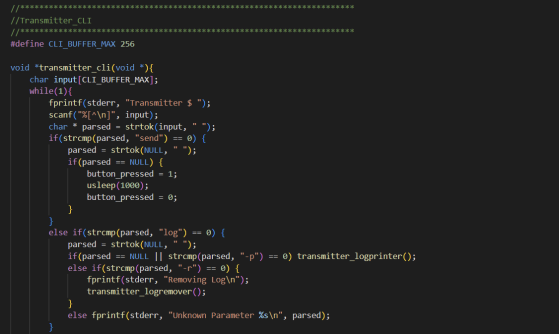 //*******************************************************************
//Transmitter_CLI
//*******************************************************************
#define CLI_BUFFER_MAX 256
void *transmitter_cli(void *){
char input[CLI_BUFFER_MAX];
while(1){
fprintf(stderr, "Transmitter $ ");
scanf("%[^\n]", input);
char * parsed = strtok(input, " ");
if(strcmp(parsed, "send") == 0) {
parsed = strtok(NULL, " ");
if(parsed == NULL) {
button_pressed = 1;
usleep(1000);
button_pressed = 0;
}
}
else if(strcmp(parsed, "log") == 0) {
parsed = strtok(NULL, " ");
if(parsed == NULL || strcmp(parsed, "-p") == 0) transmitter_logprinter();
else if(strcmp(parsed, "-r") == 0) {
fprintf(stderr, "Removing Log\n");
transmitter_logremover();
}
else fprintf(stderr, "Unknown Parameter %s\n", parsed);
}